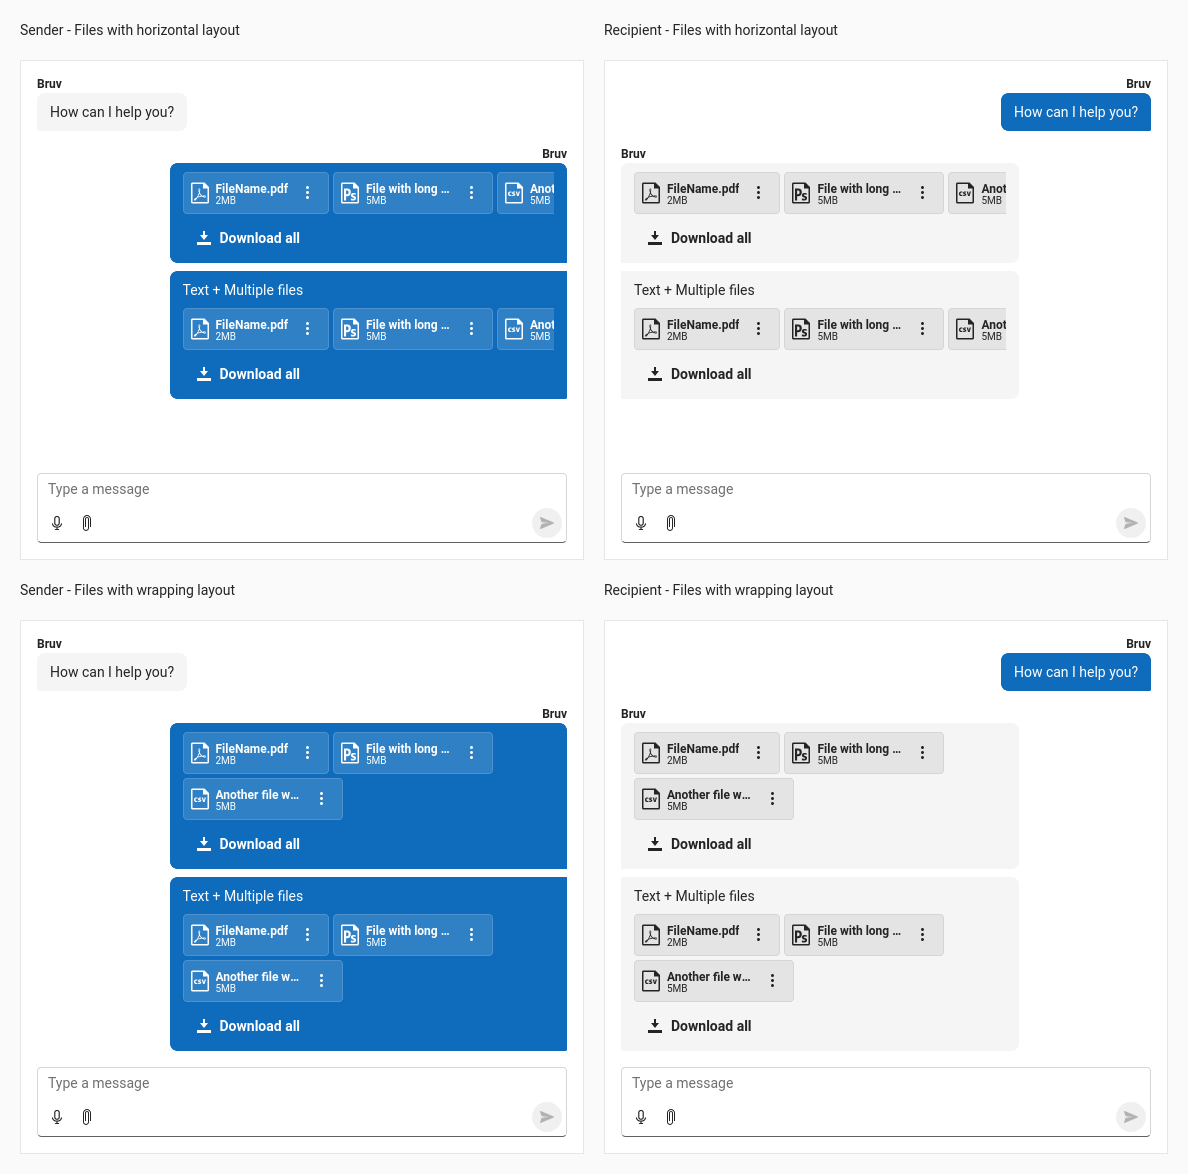 Sender - Files with horizontal layout
Bruv
How can I help you?
Bruv
FileName.pdf File with long ... Anot
2MB 5MB 5MB
Download all
Text + Multiple files
FileName.pdf File with long ... Anot
2MB 5MB 5MB
Download all
Type a message
Recipient - Files with horizontal layout
Bruv
How can I help you?
Bruv
FileName.pdf File with long ... Anot
2MB 5MB 5MB
Download all
Text + Multiple files
FileName.pdf File with long ... Anot
2MB 5MB 5MB
Download all
Type a message
Sender - Files with wrapping layout
Bruv
How can I help you?
Bruv
FileName.pdf File with long ...
2MB 5MB
Another file w...
5MB
Download all
Text + Multiple files
FileName.pdf File with long ...
2MB 5MB
Another file w...
5MB
Download all
Type a message
Recipient - Files with wrapping layout
Bruv
How can I help you?
Bruv
FileName.pdf File with long ...
2MB 5MB
Another file w...
5MB
Download all
Text + Multiple files
FileName.pdf File with long ...
2MB 5MB
Another file w...
5MB
Download all
Type a message